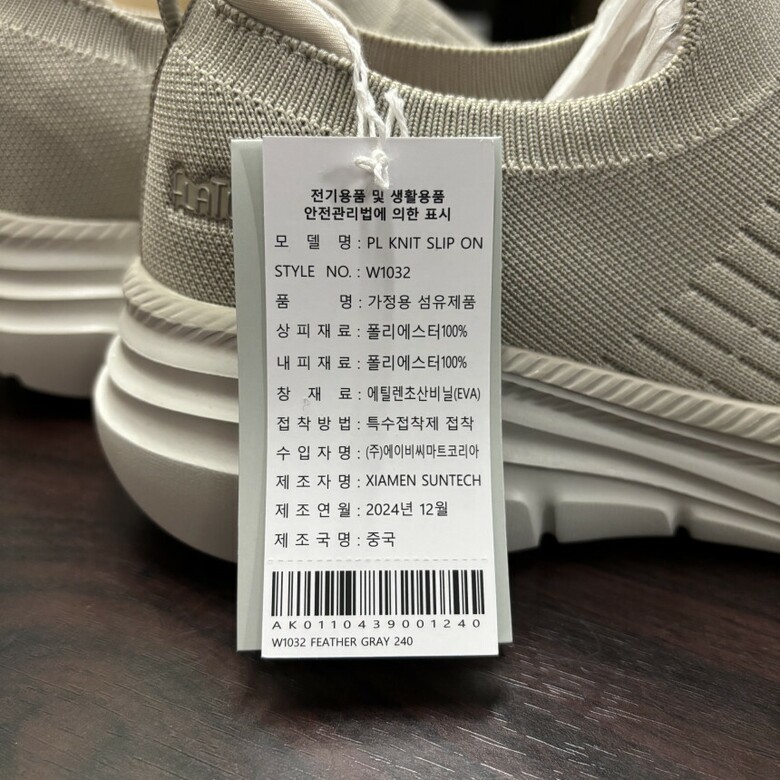 전기용품 및 생활용품
안전관리법에 의한 표시
모 델 명 : PL KNIT SLIP ON
STYLE NO. : W1032
품 명 : 가정용 섬유제품
상 피 재 료 : 폴리에스터100%
내 피 재 료 : 폴리에스터100%
창 재 료 : 에틸렌초산비닐(EVA)
접 착 방 법 : 특수접착제 접착
수 입 자 명 : (주)에이비씨마트코리아
제 조 자 명 : XIAMEN SUNTECH
제 조 연 월 : 2024년 12월
제 조 국 명 : 중국
AK0110439001240
W1032 FEATHER GRAY 240